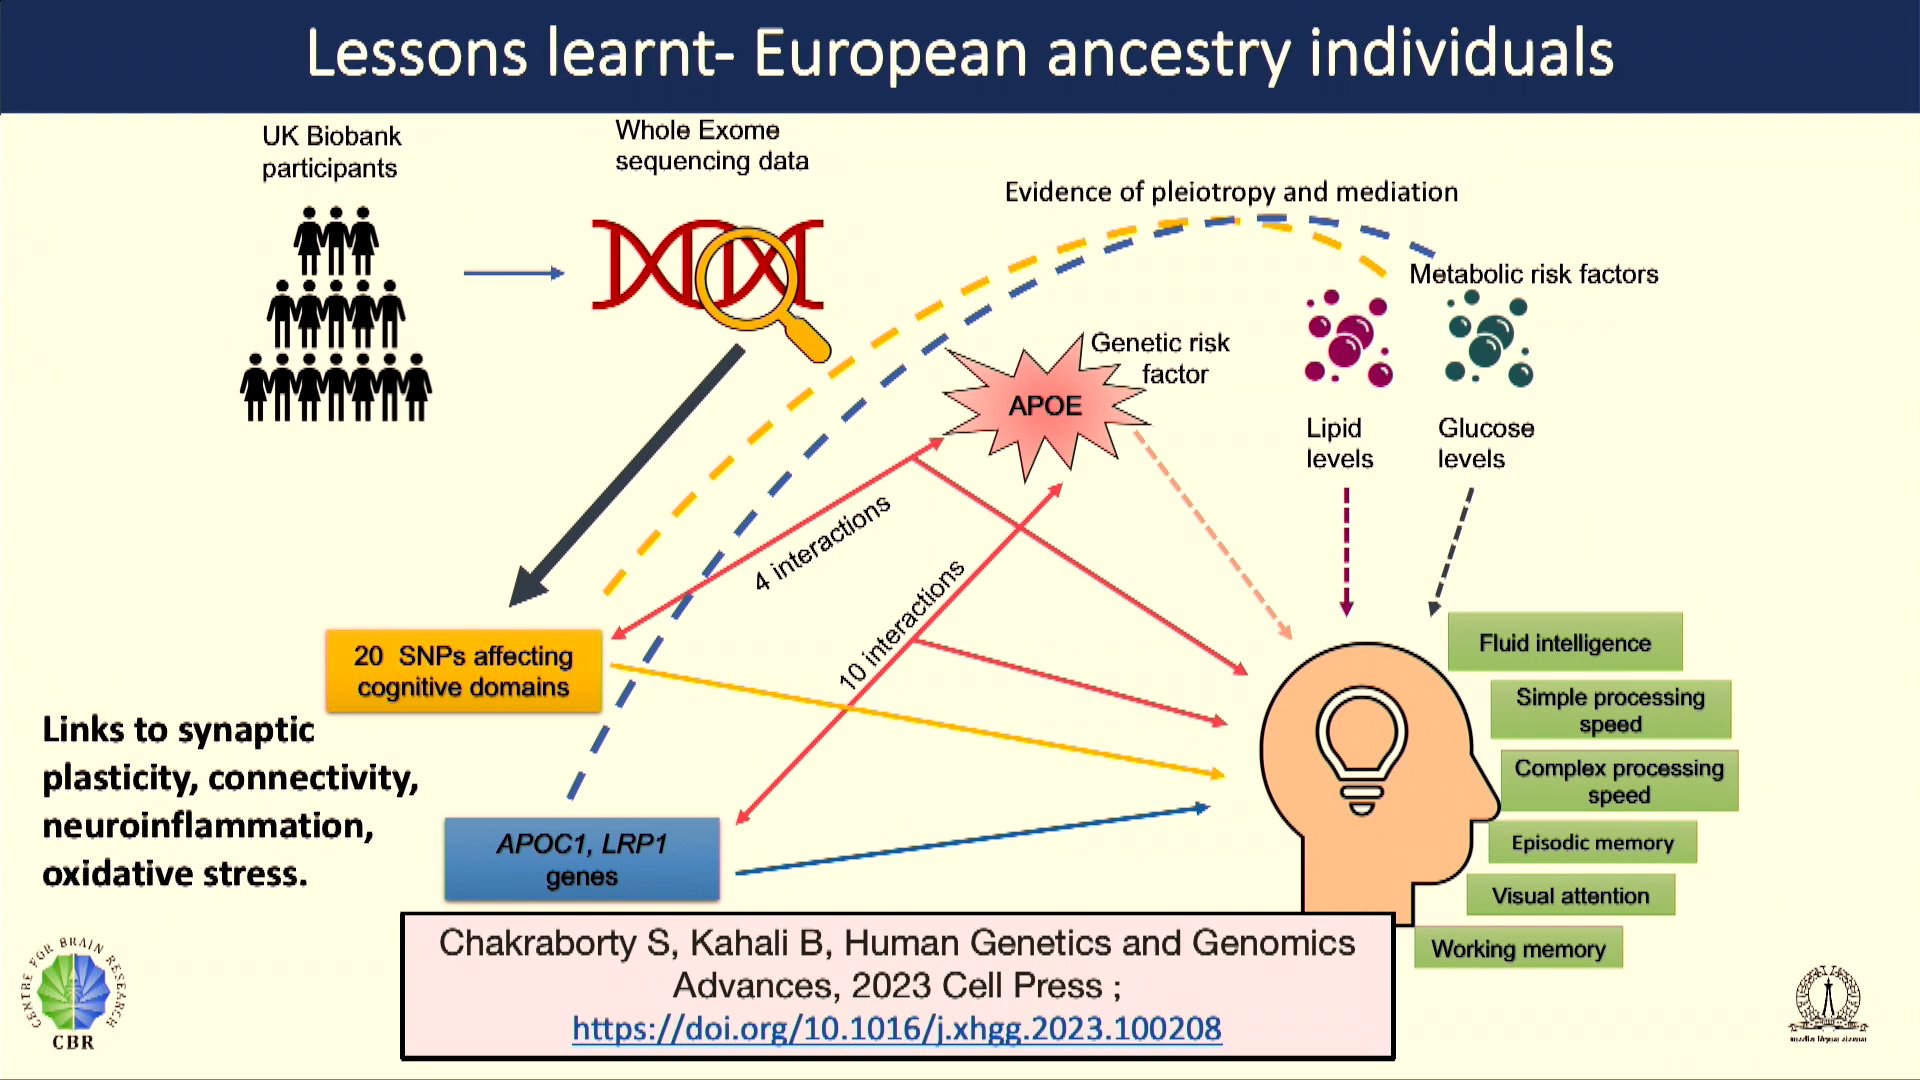 Lessons learnt- European ancestry individuals
UK Biobank
participants
Whole Exome
sequencing data
Evidence of pleiotropy and mediation
Metabolic risk factors
Genetic risk
factor
APOE
Lipid
levels
Glucose
levels
4 interactions
10 interactions
20 SNPs affecting
cognitive domains
Links to synaptic
plasticity, connectivity,
neuroinflammation,
oxidative stress.
APOC1, LRP1
genes
Fluid intelligence
Simple processing
speed
Complex processing
speed
Episodic memory
Visual attention
Working memory
Chakraborty S, Kahali B, Human Genetics and Genomics
Advances, 2023 Cell Press ;
https://doi.org/10.1016/j.xhgg.2023.100208
CENTRE FOR BRAIN RESEARCH
CBR